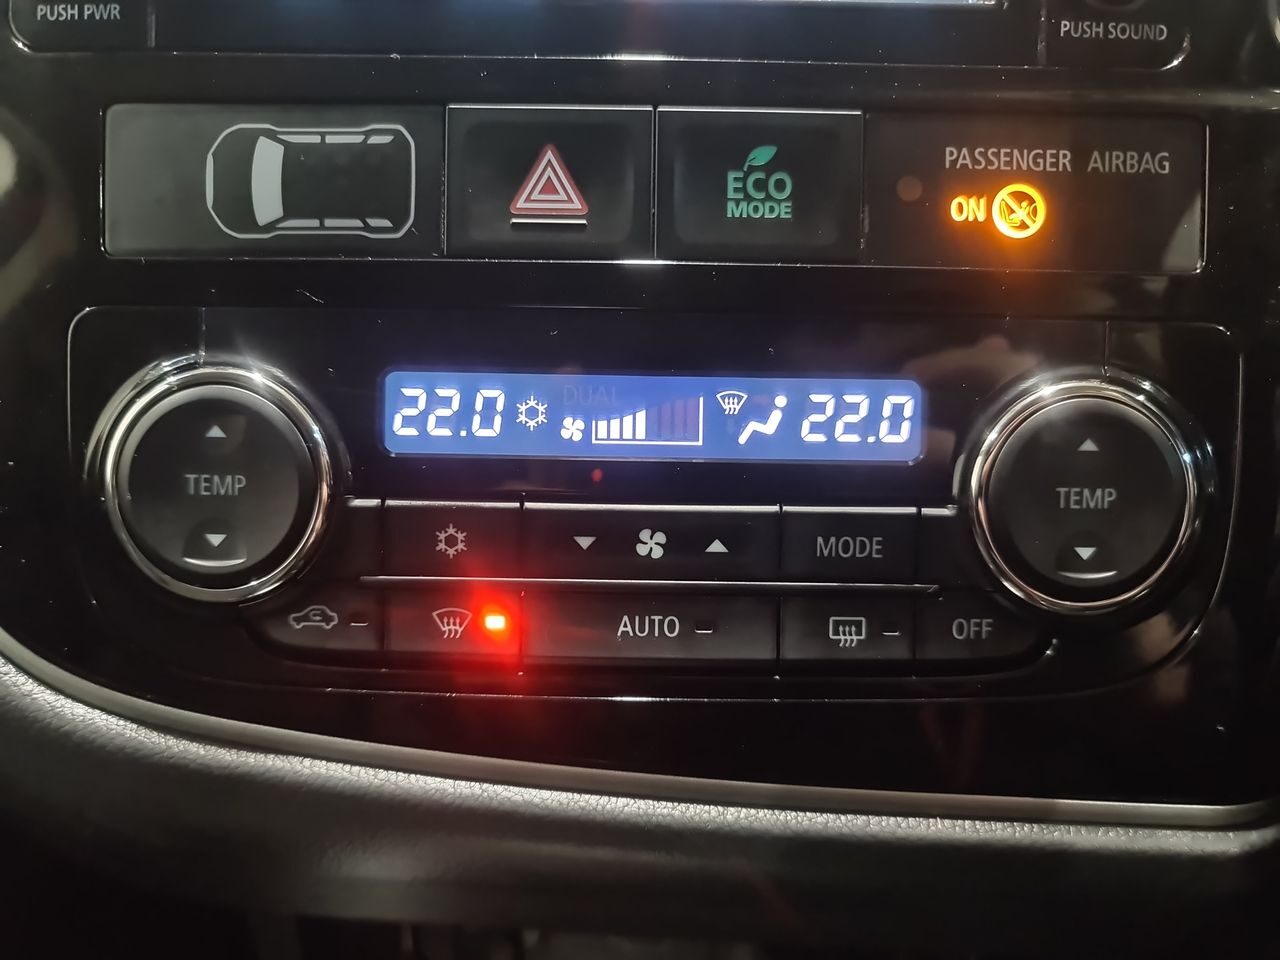 PUSH PWR
PUSH SOUND
ECO
MODE
PASSENGER AIRBAG
ON
DUAL
22.0
22.0
TEMP
TEMP
MODE
AUTO
OFF